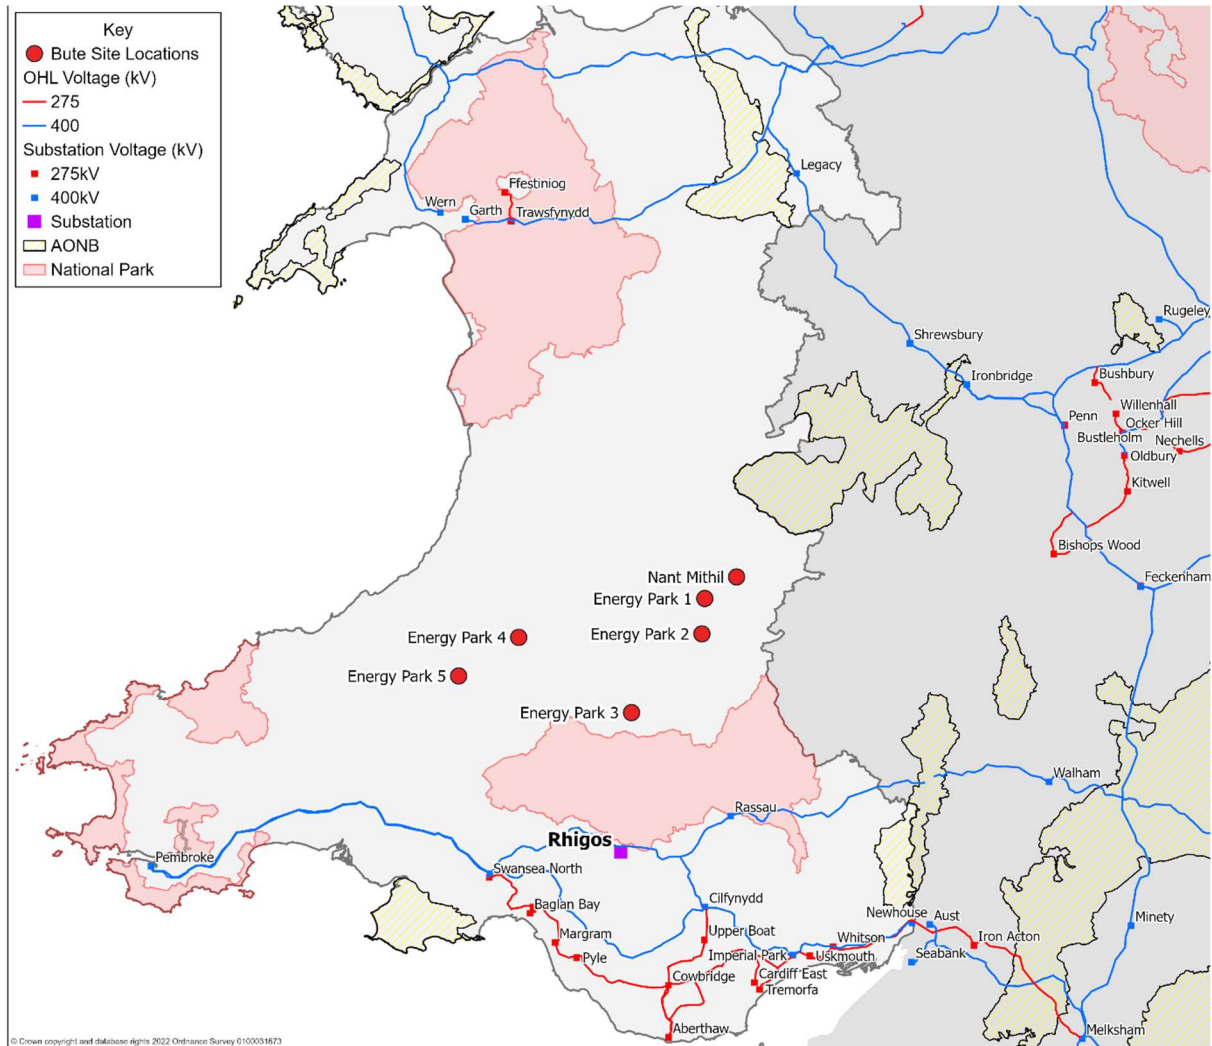 Key
Bute Site Locations
OHL Voltage (kV)
275
400
Substation Voltage (kV)
275kV
400kV
Substation
AONB
National Park
Legacy
Ffestiniog
Wern
Garth
Trawsfynydd
Rugeley
Shrewsbury
Ironbridge
Bushbury
Willenhall
Penn
Ocker Hill
Bustleholm
Nechells
Oldbury
Kitwell
Bishops Wood
Feckenham
Nant Mithil
Energy Park 1
Energy Park 2
Energy Park 4
Energy Park 5
Energy Park 3
Walham
Rassau
Rhigos
Pembroke
Swansea North
Baglan Bay
Cilfynydd
Newhouse
Aust
Minety
Upper Boat
Margram
Whitson
Iron Acton
Imperial Park
Uskmouth
Seabank
Pyle
Cowbridge
Cardiff East
Tremorfa
Aberthaw
Melksham
© Crown copyright and database rights 2022 Ordnance Survey 0100031673